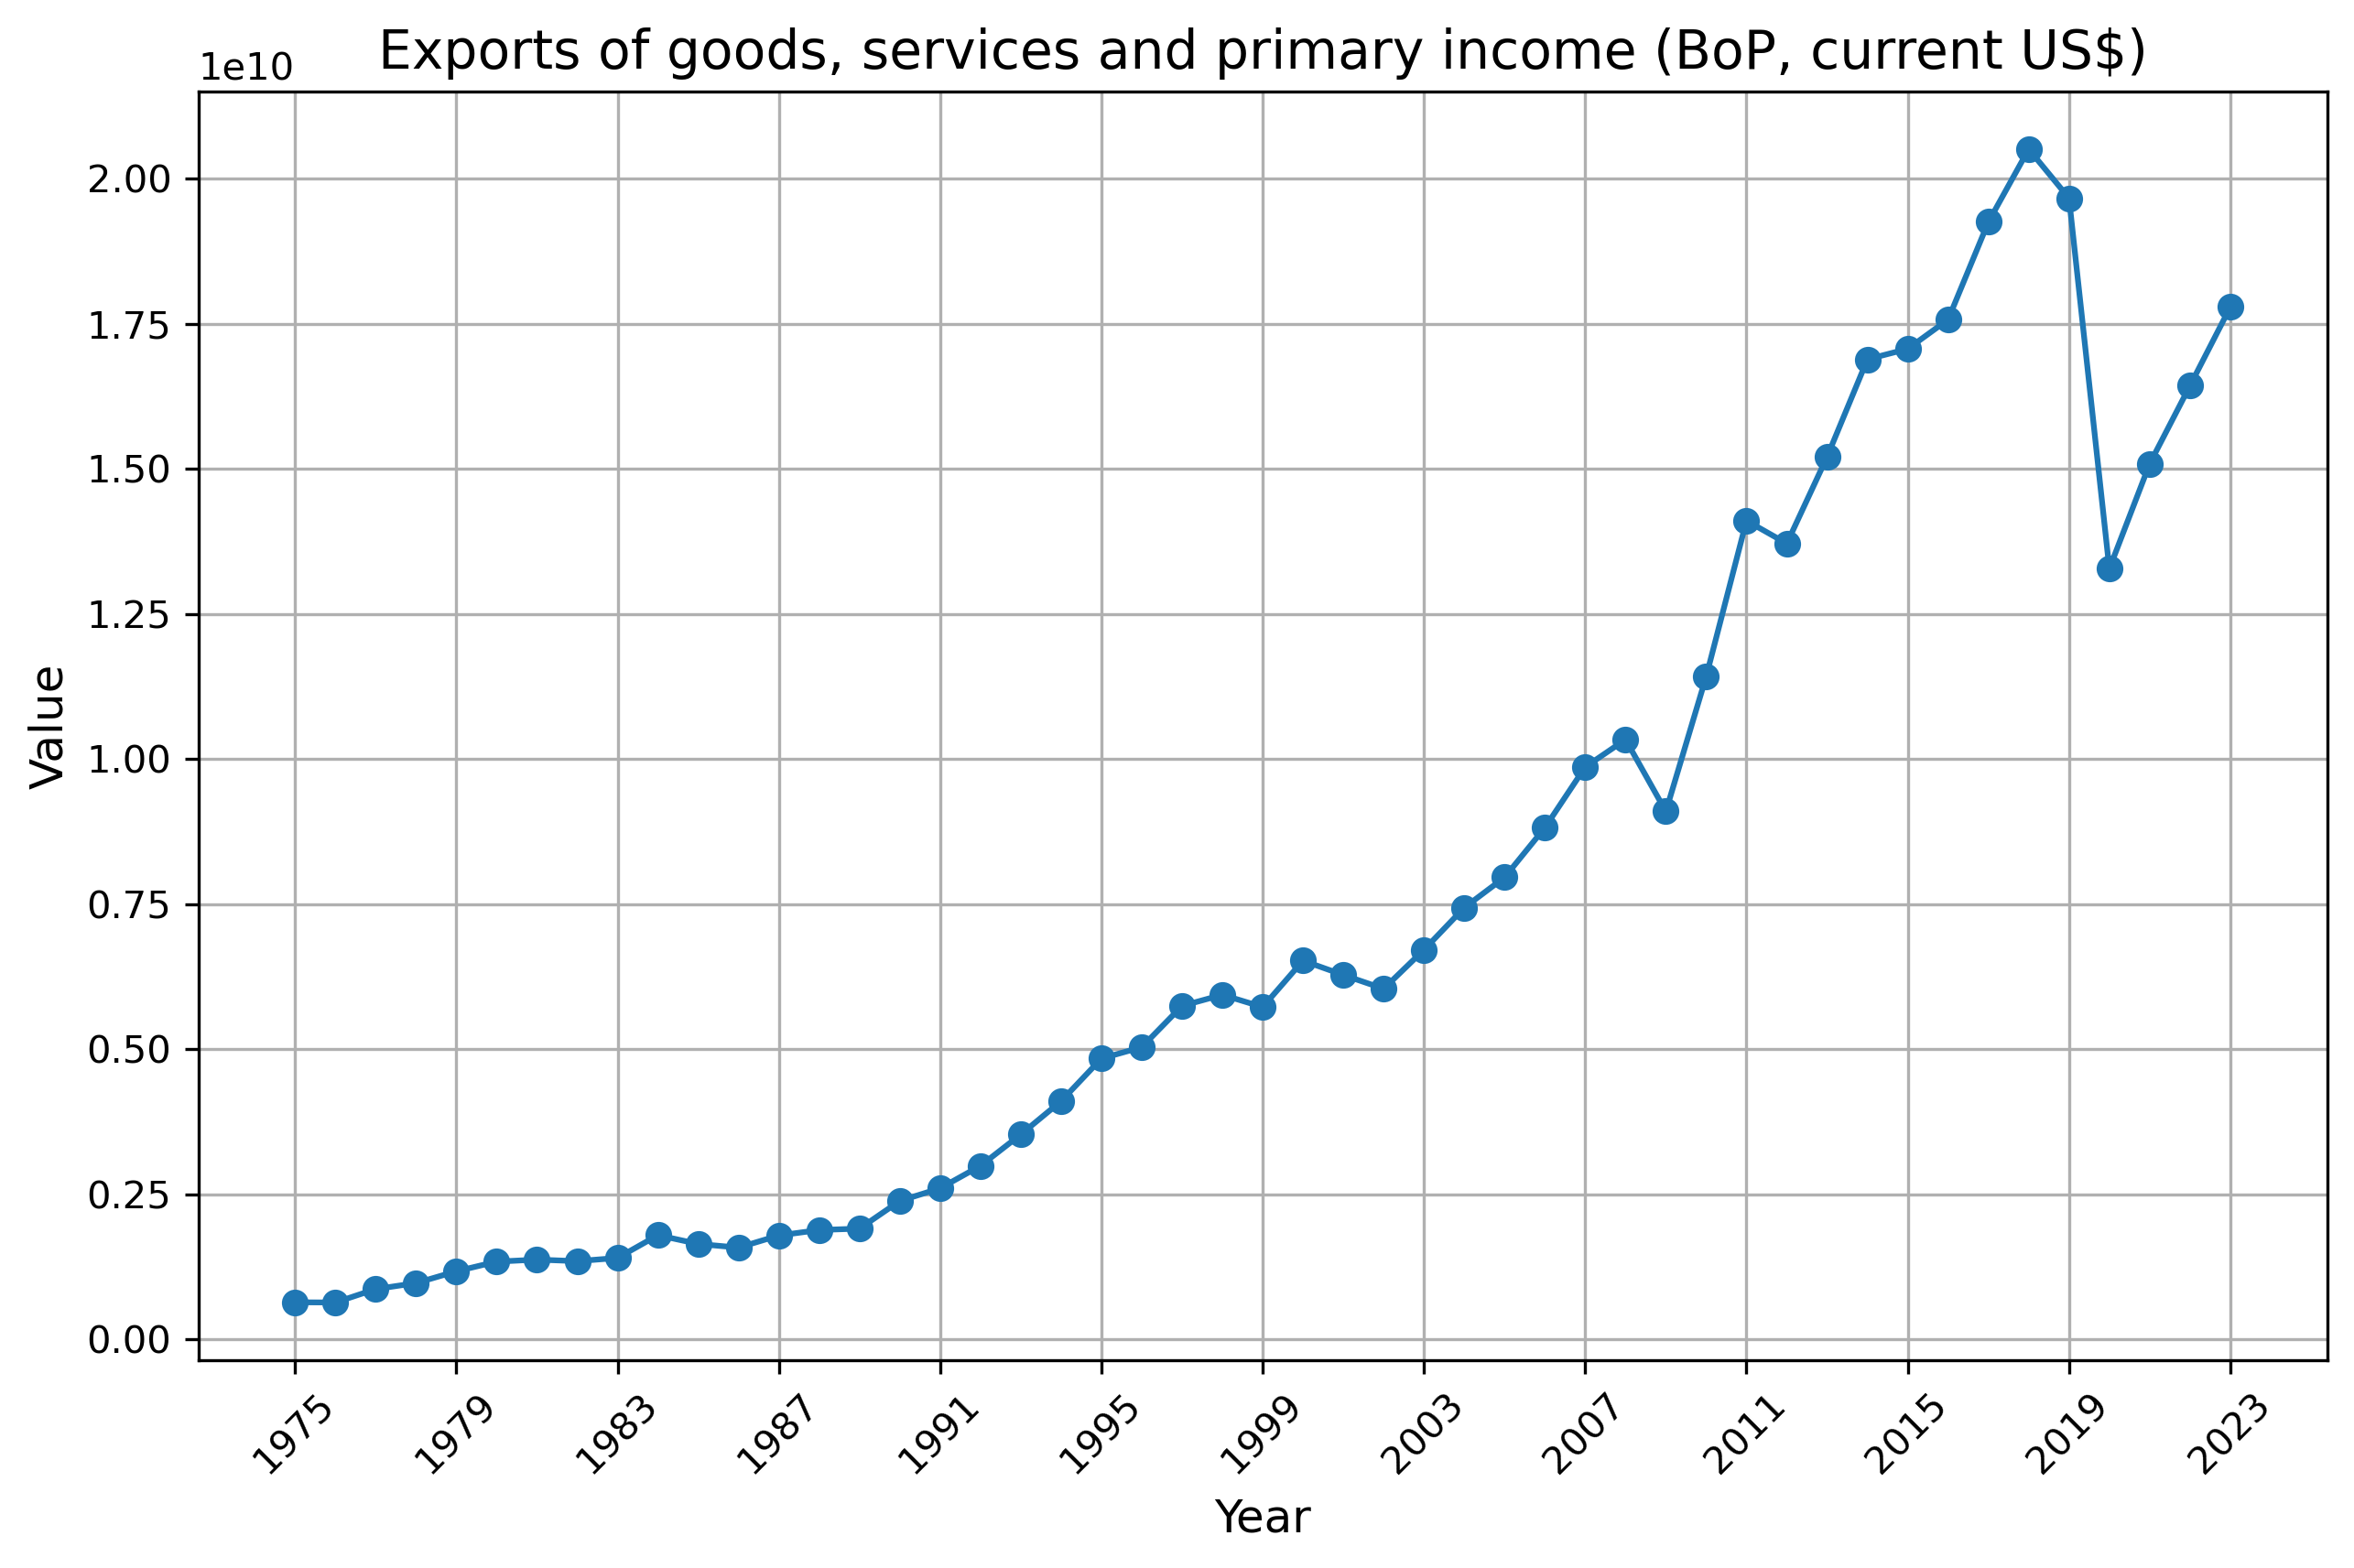 Exports of goods, services and primary income (BoP, current US$)
1e10
2.00
1.75
1.50
1.25
1.00
0.75
0.50
0.25
0.00
Value
1975 1979 1983 1987 1991 1995 1999 2003 2007 2011 2015 2019 2023
Year